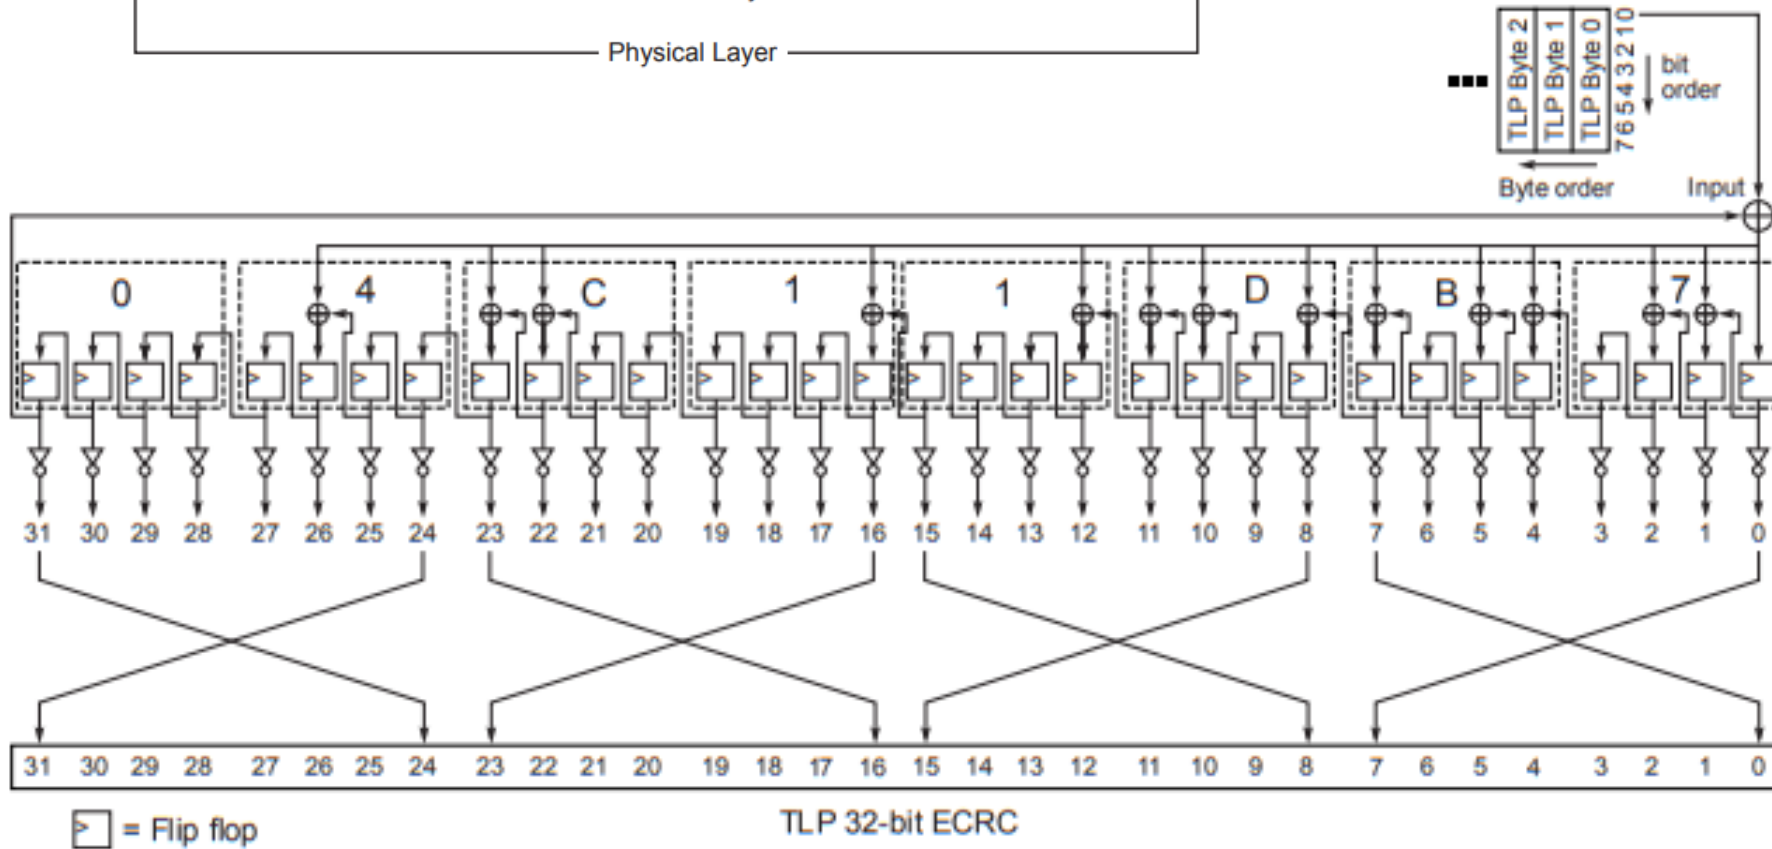 Physical Layer
TLP Byte 2
TLP Byte 1
TLP Byte 0
7 6 5 4 3 2 1 0
bit
order
Byte order
Input
0 4 C 1 1 D B 7
31 30 29 28 27 26 25 24 23 22 21 20 19 18 17 16 15 14 13 12 11 10 9 8 7 6 5 4 3 2 1 0
31 30 29 28 27 26 25 24 23 22 21 20 19 18 17 16 15 14 13 12 11 10 9 8 7 6 5 4 3 2 1 0
= Flip flop
TLP 32-bit ECRC